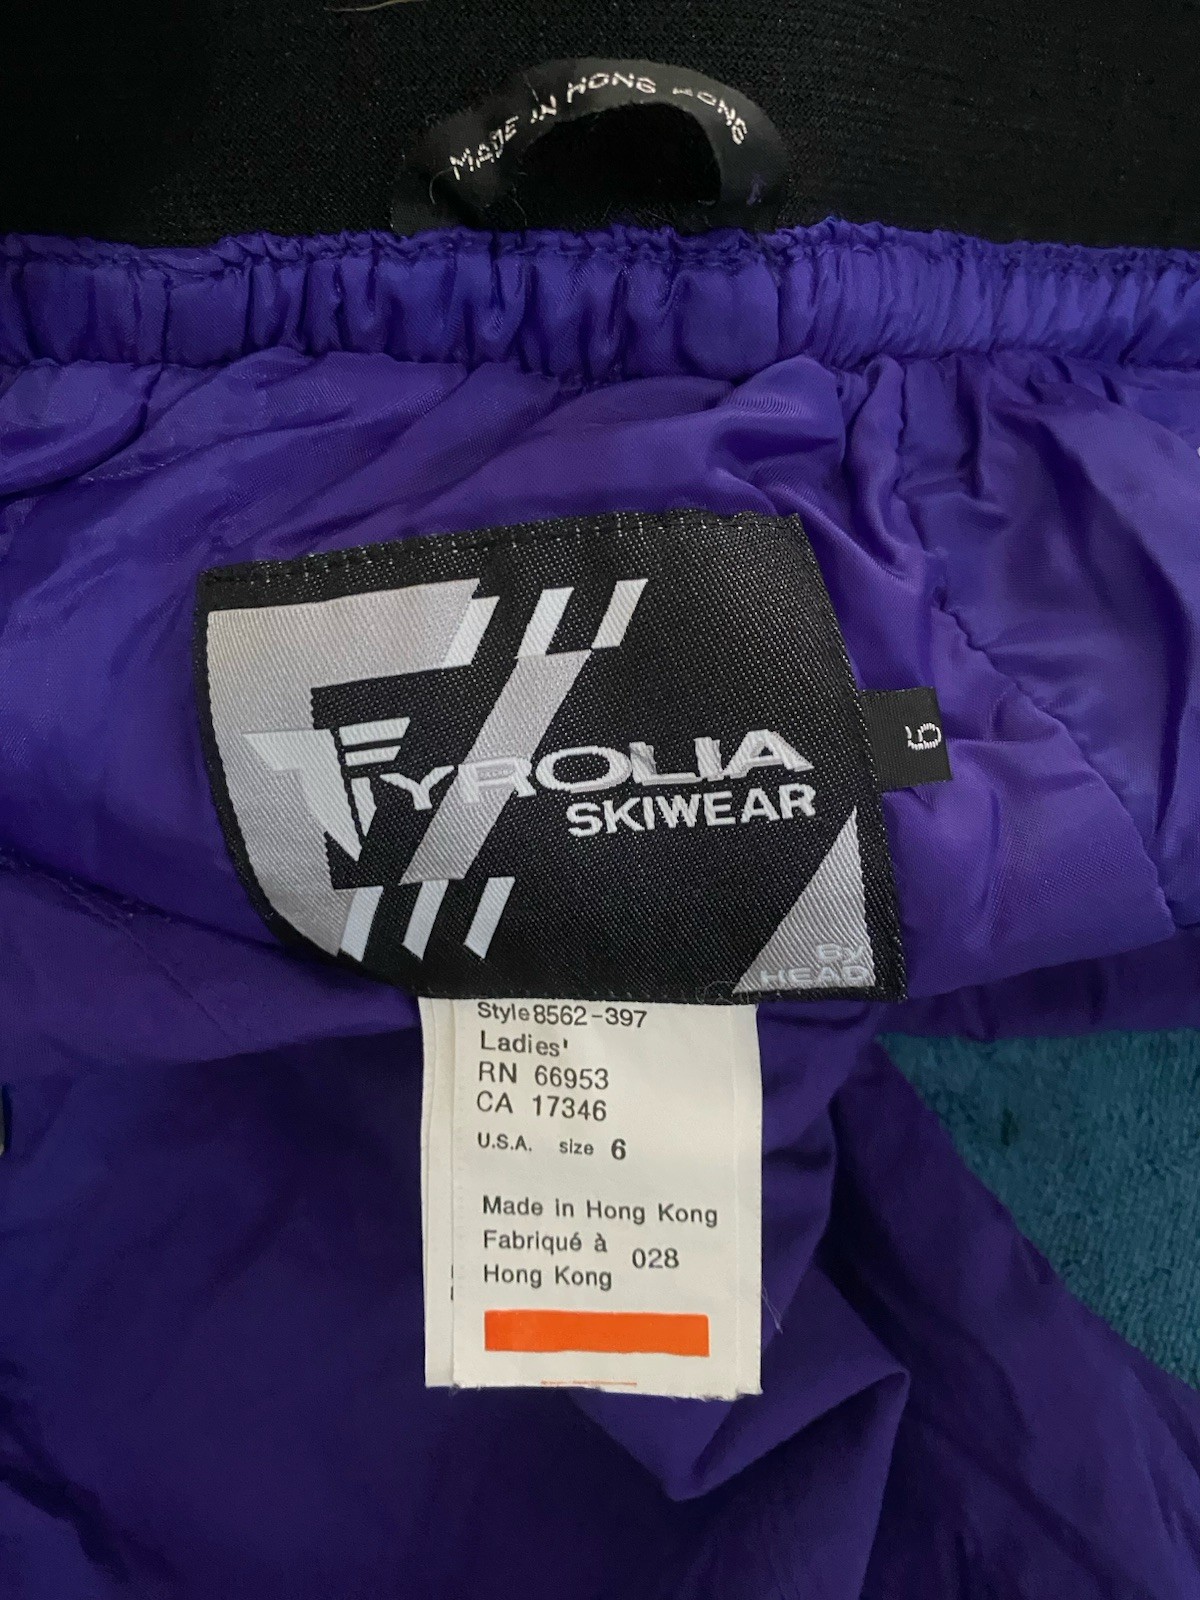 MADE IN HONG KONG
TYROLIA
SKIWEAR
6
By
HEAD
Style 8562-397
Ladies'
RN 66953
CA 17346
U.S.A. size 6
Made in Hong Kong
Fabriqué à 028
Hong Kong